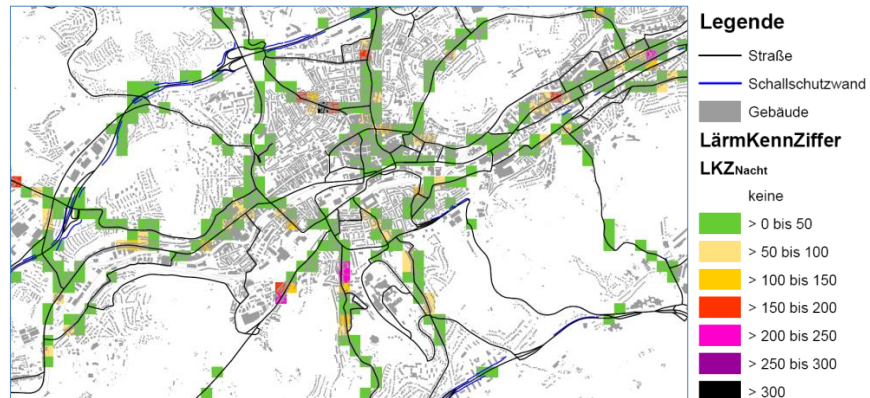 Legende
Straße
Schallschutzwand
Gebäude
LärmKennZiffer
LKZNacht
keine
> 0 bis 50
> 50 bis 100
> 100 bis 150
> 150 bis 200
> 200 bis 250
> 250 bis 300
> 300